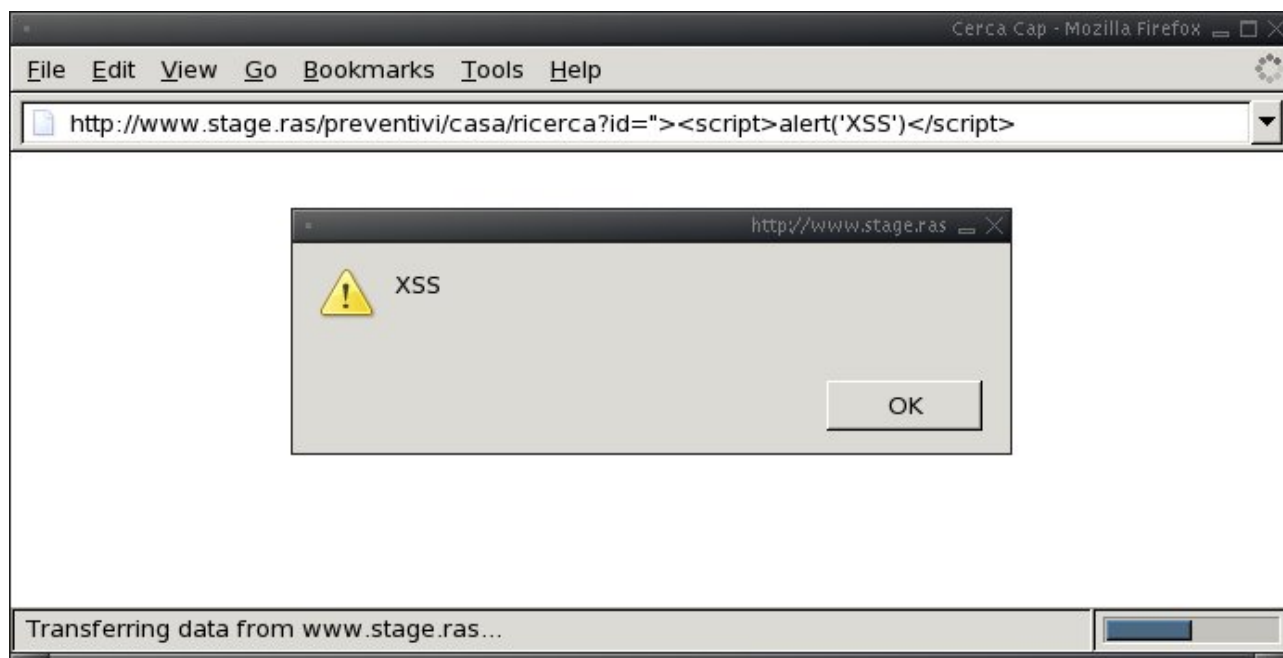 Cerca Cap - Mozilla Firefox
File Edit View Go Bookmarks Tools Help
http://www.stage.ras/preventivi/casa/ricerca?id="><script>alert('XSS')</script>
http://www.stage.ras
XSS
OK
Transferring data from www.stage.ras...